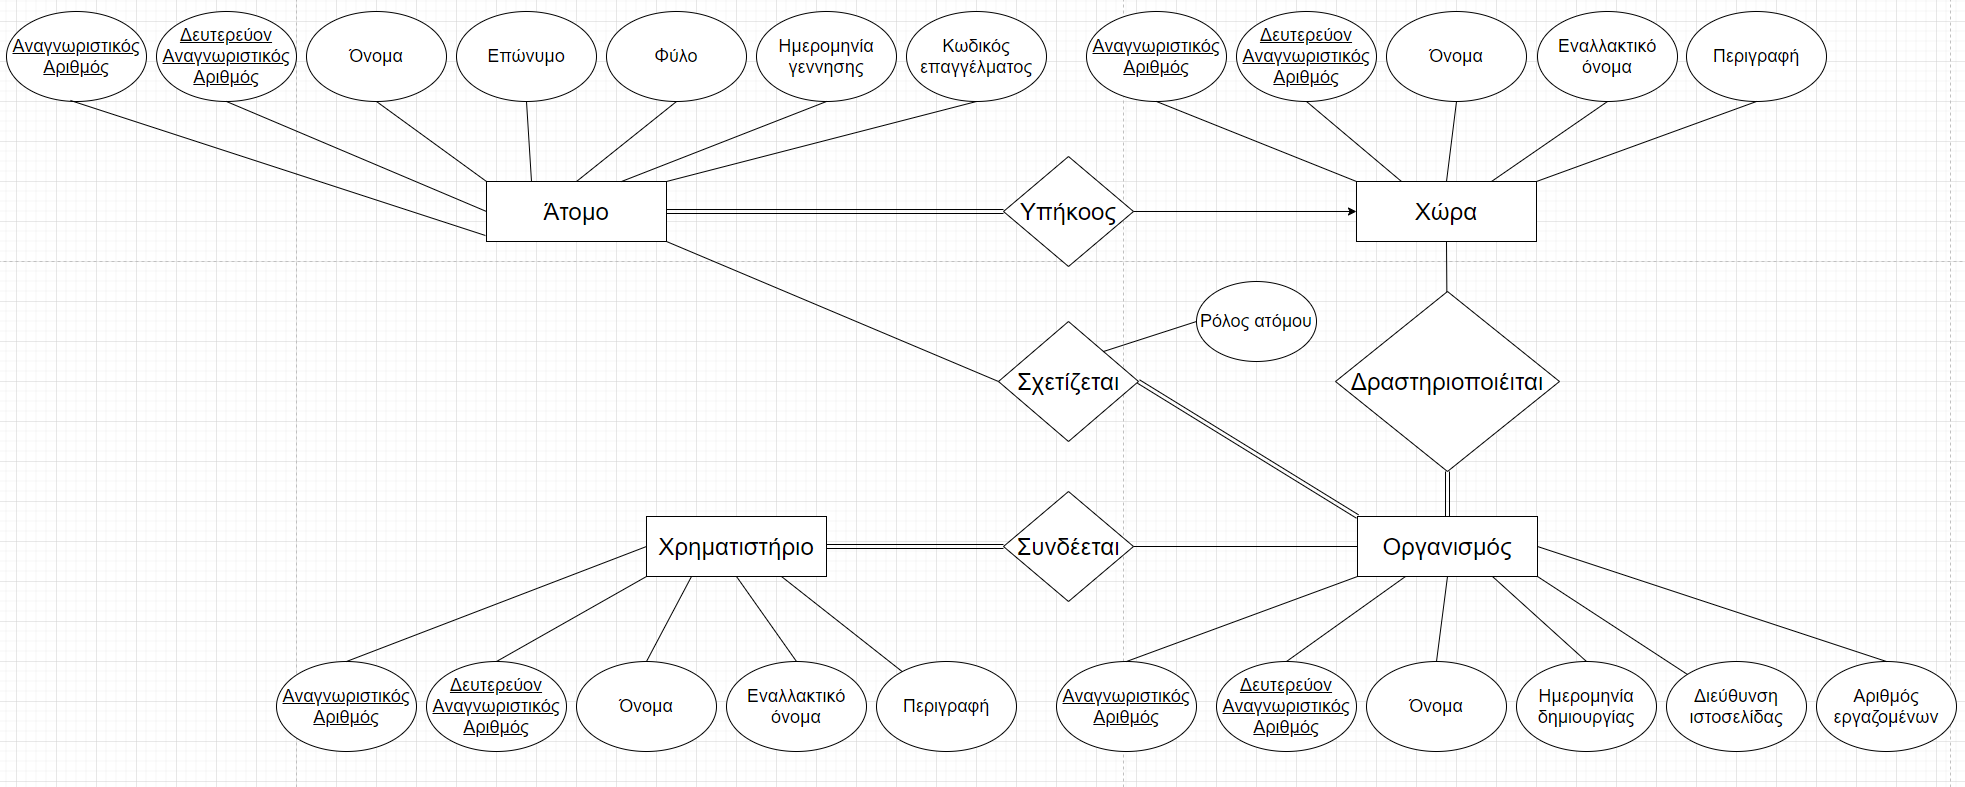 Αναγνωριστικός
Αριθμός
Δευτερεύον
Αναγνωριστικός
Αριθμός
Όνομα
Επώνυμο
Φύλο
Ημερομηνία
γεννησης
Κωδικός
επαγγέλματος
Αναγνωριστικός
Αριθμός
Δευτερεύον
Αναγνωριστικός
Αριθμός
Όνομα
Εναλλακτικό
όνομα
Περιγραφή
Άτομο
Υπήκοος
Χώρα
Ρόλος ατόμου
Σχετίζεται
Δραστηριοποιέιται
Χρηματιστήριο
Συνδέεται
Οργανισμός
Αναγνωριστικός
Αριθμός
Δευτερεύον
Αναγνωριστικός
Αριθμός
Όνομα
Εναλλακτικό
όνομα
Περιγραφή
Αναγνωριστικός
Αριθμός
Δευτερεύον
Αναγνωριστικός
Αριθμός
Όνομα
Ημερομηνία
δημιουργίας
Διεύθυνση
ιστοσελίδας
Αριθμός
εργαζομένων